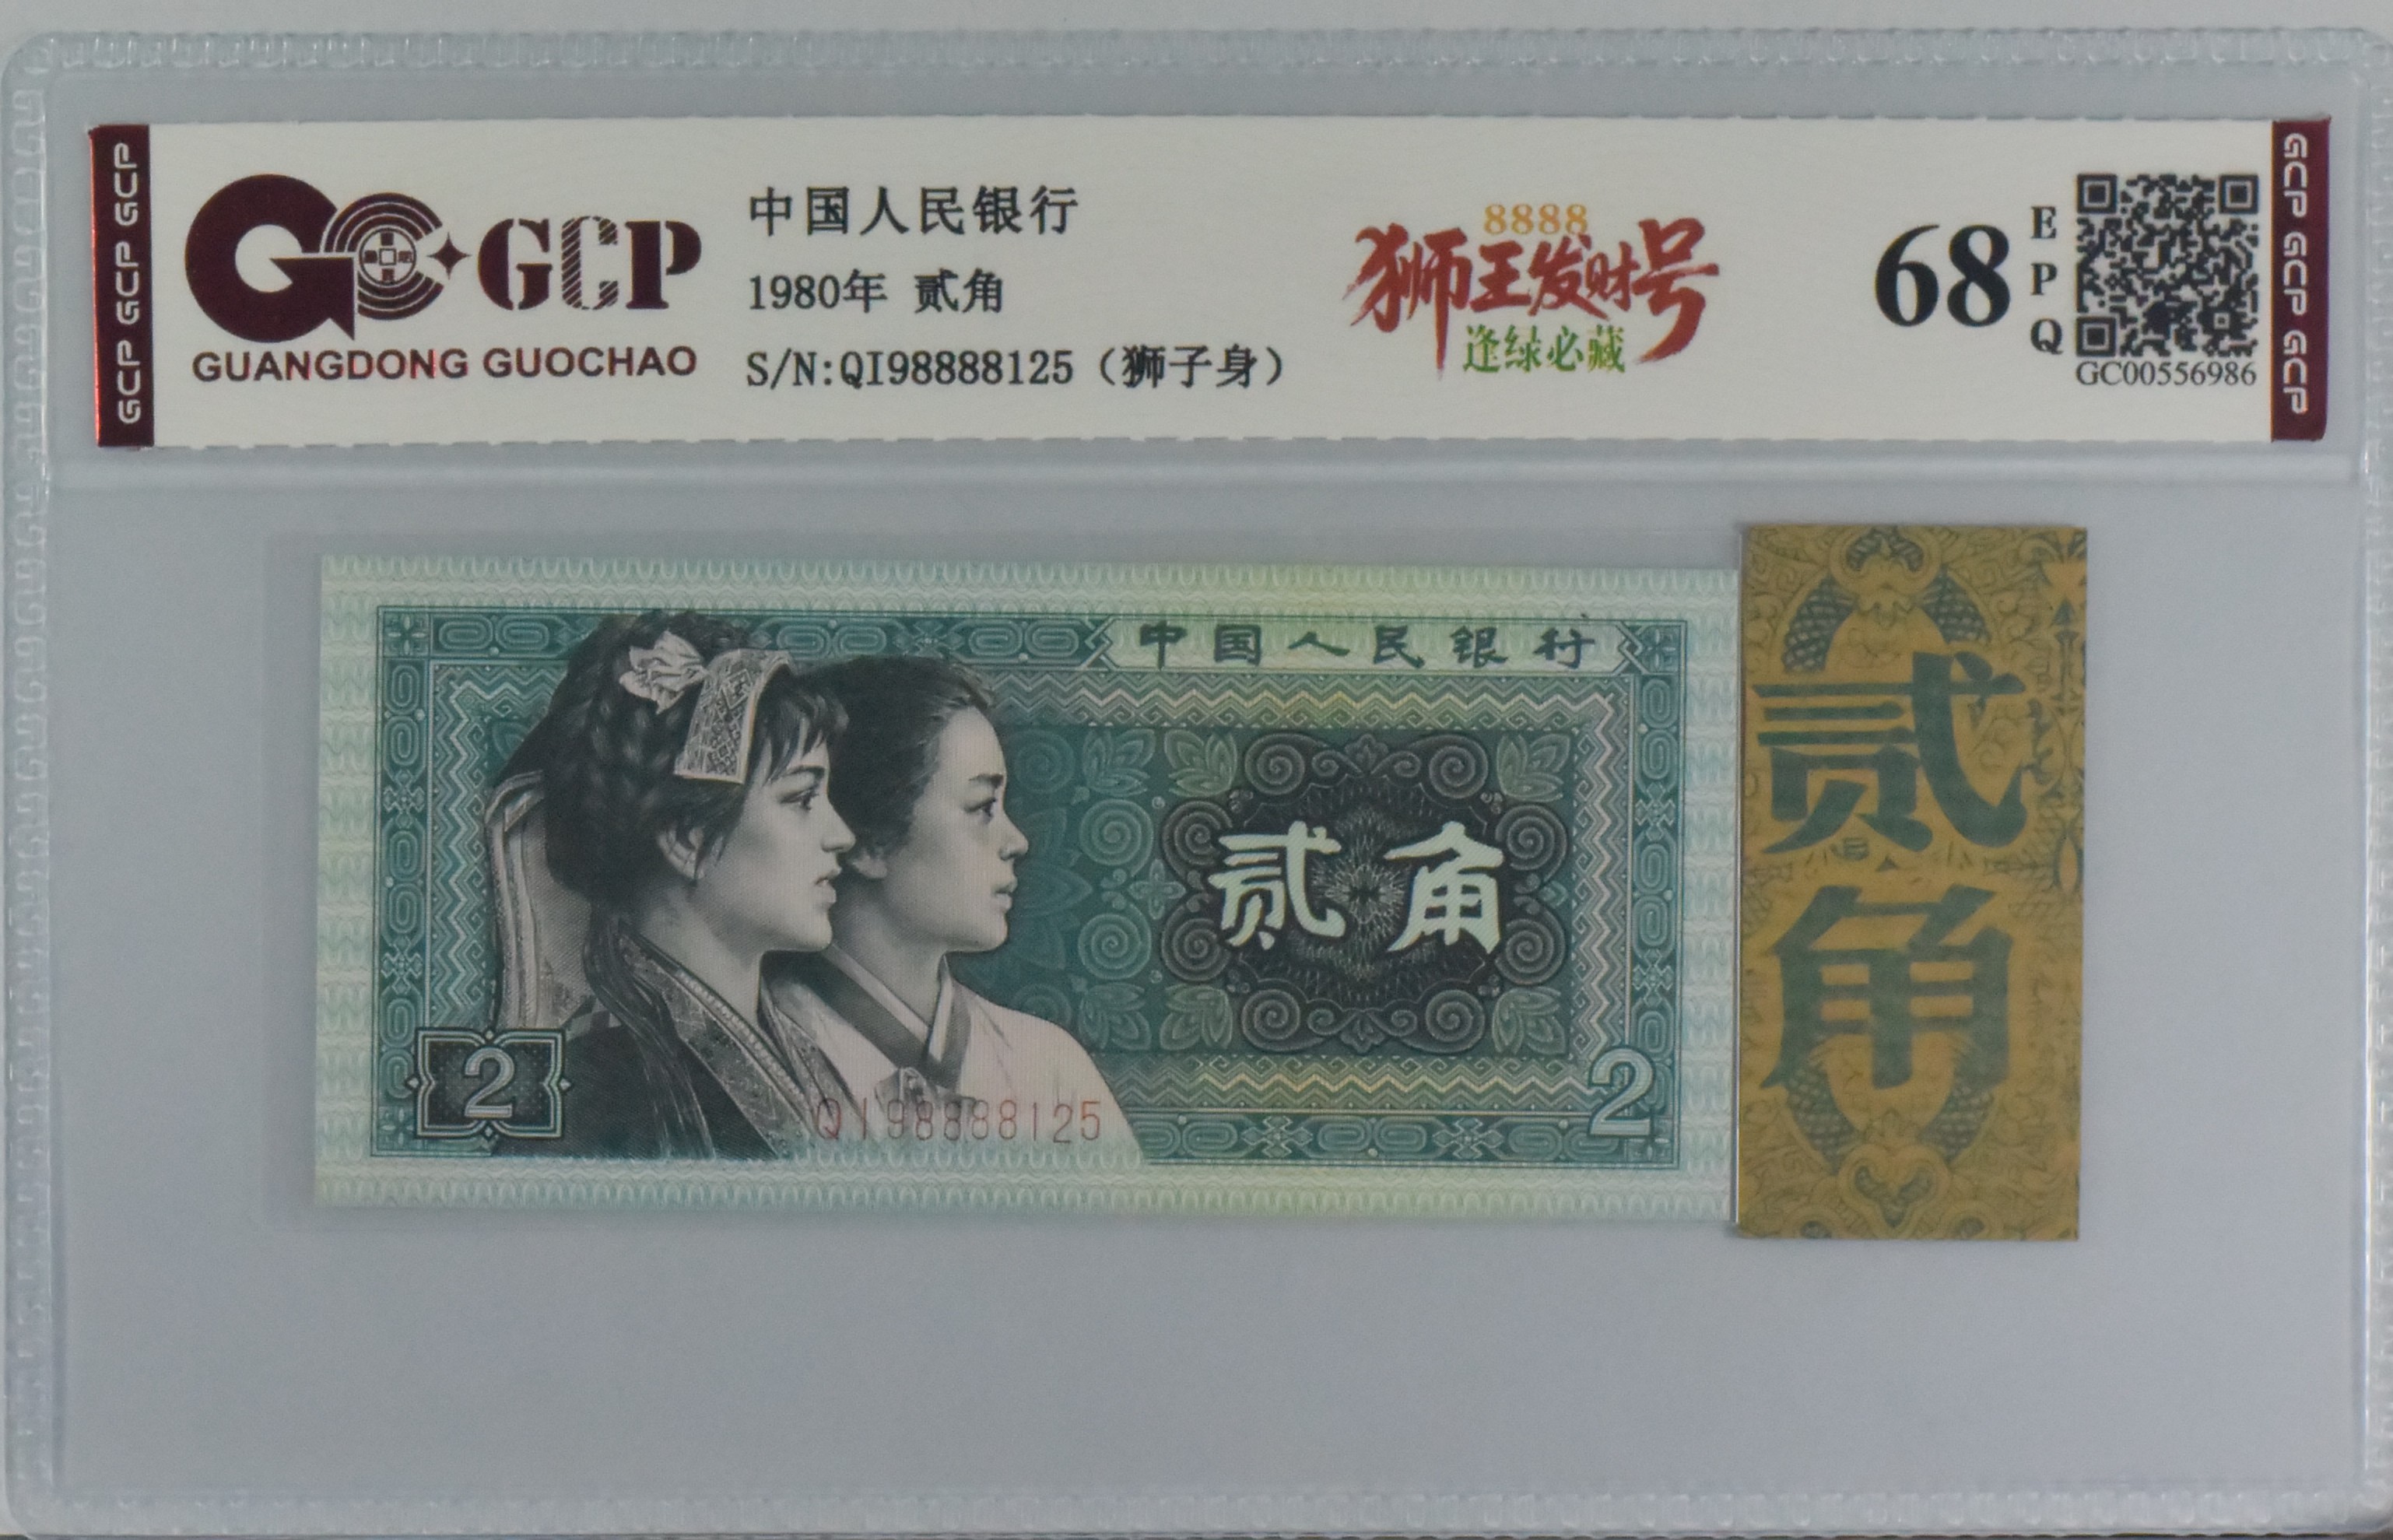 GCP GCP GCP
GCP
GUANGDONG GUOCHAO
中国人民银行
1980年 贰角
S/N:QI98888125（狮子身）
8888
狮王发财号
逢绿必藏
68
E
P
Q
GC00556986
GCP GCP GCP
中国人民银行
贰角
2
QI98888125
2
贰
角